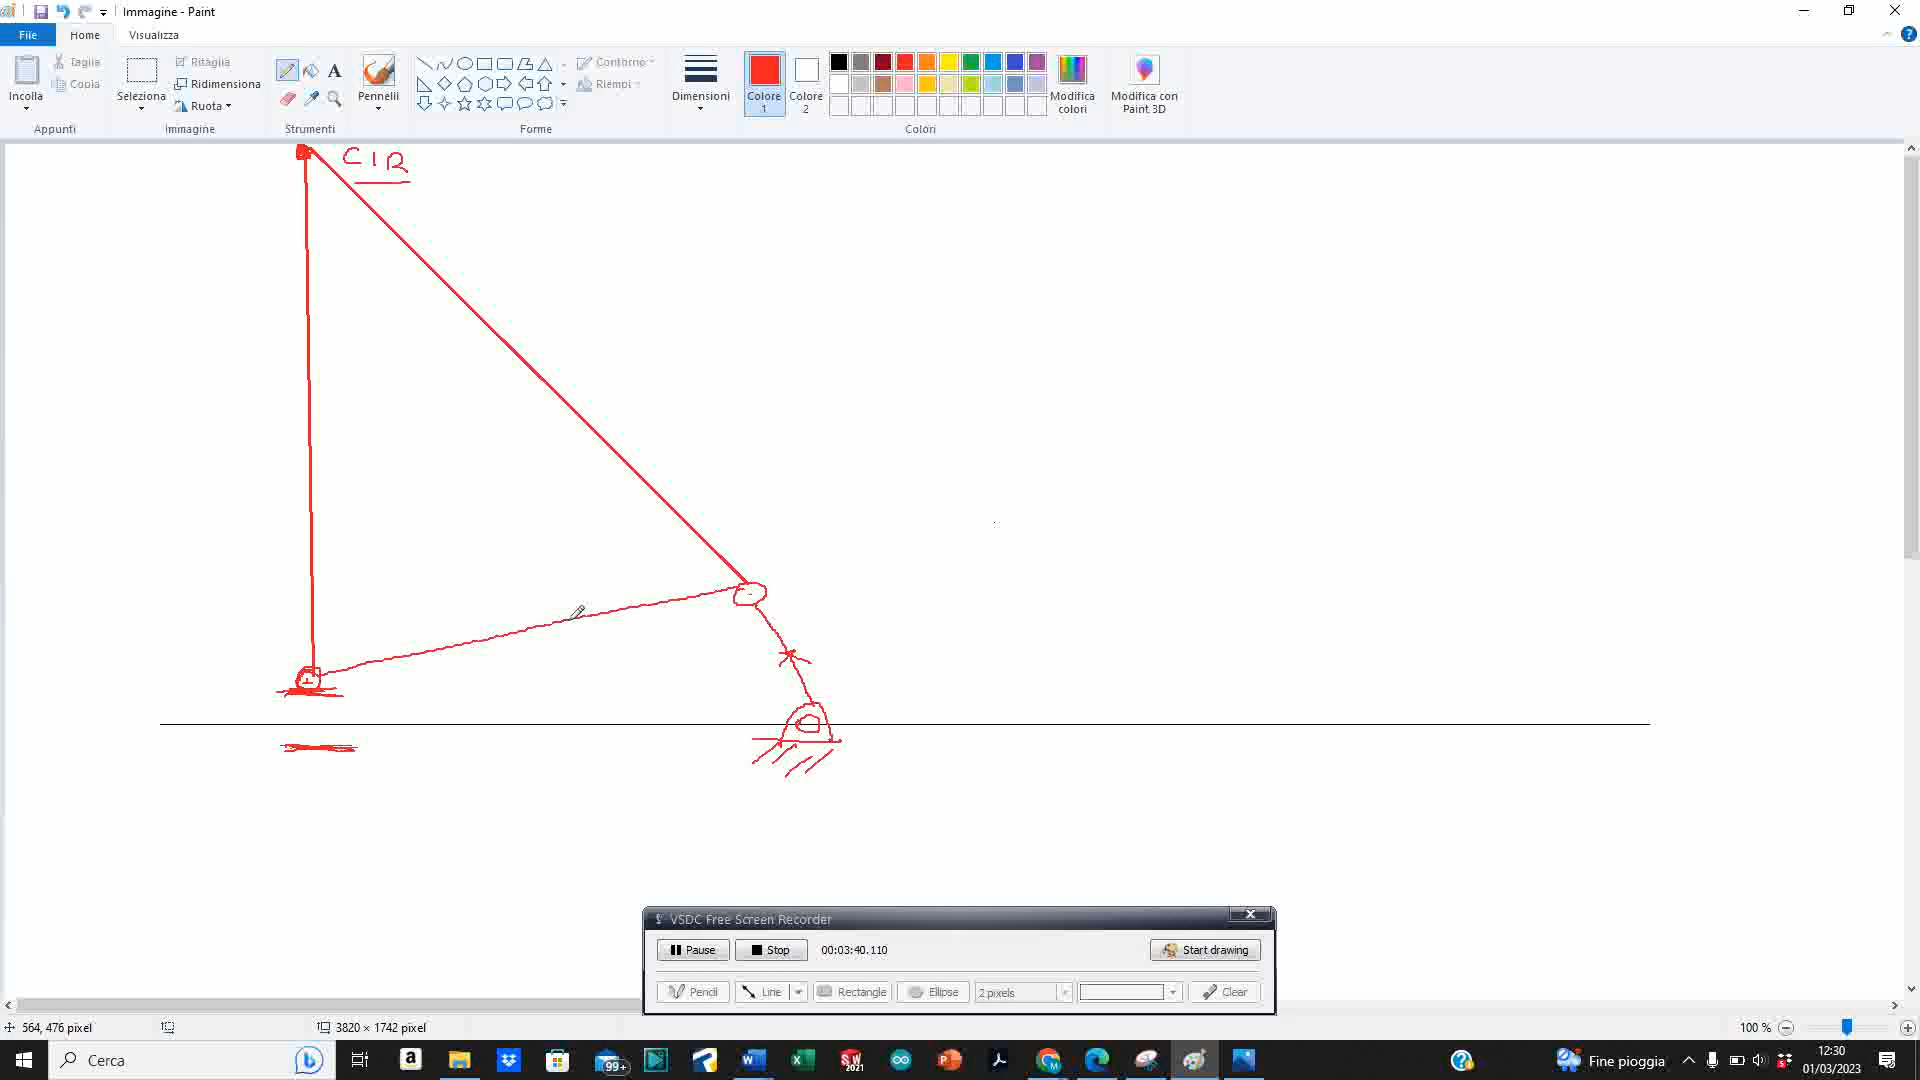 Immagine - Paint
File Home Visualizza
Incolla
Taglia
Copia
Appunti
Seleziona
Ritaglia
Ridimensiona
Ruota
Immagine
A
Strumenti
Pennelli
Contorno
Riempi
Forme
Dimensioni
Colore 1
Colore 2
Modifica colori
Colori
Modifica con Paint 3D
CIR
VSDC Free Screen Recorder
Pause Stop 00:03:40.110 Start drawing
Pencil Line Rectangle Ellipse 2 pixels Clear
564, 476 pixel 3820 × 1742 pixel 100 %
Cerca 99+ SW 2021 Fine pioggia 12:30
01/03/2023